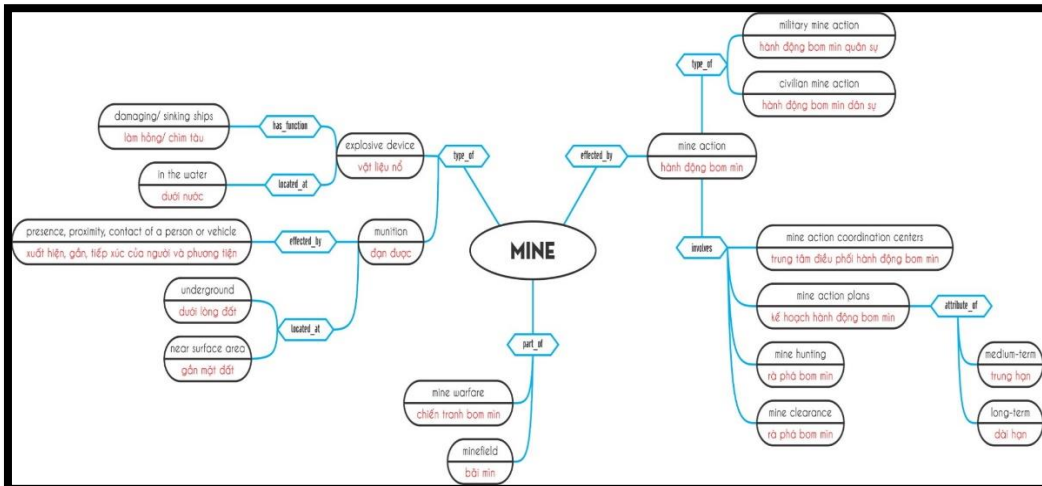 military mine action
hành động bom mìn quân sự
type_of
civilian mine action
hành động bom mìn dân sự
damaging/ sinking ships
làm hỏng/ chìm tàu
has_function
explosive device
vật liệu nổ
type_of
effected_by
mine action
hành động bom mìn
in the water
dưới nước
located_at
presence, proximity, contact of a person or vehicle
xuất hiện, gần, tiếp xúc của người và phương tiện
effected_by
munition
đạn dược
MINE
involves
mine action coordination centers
trung tâm điều phối hành động bom mìn
underground
dưới lòng đất
located_at
near surface area
gần mặt đất
mine action plans
kế hoạch hành động bom mìn
attribute_of
part_of
mine hunting
rà phá bom mìn
medium-term
trung hạn
mine warfare
chiến tranh bom mìn
mine clearance
rà phá bom mìn
long-term
dài hạn
minefield
bãi mìn